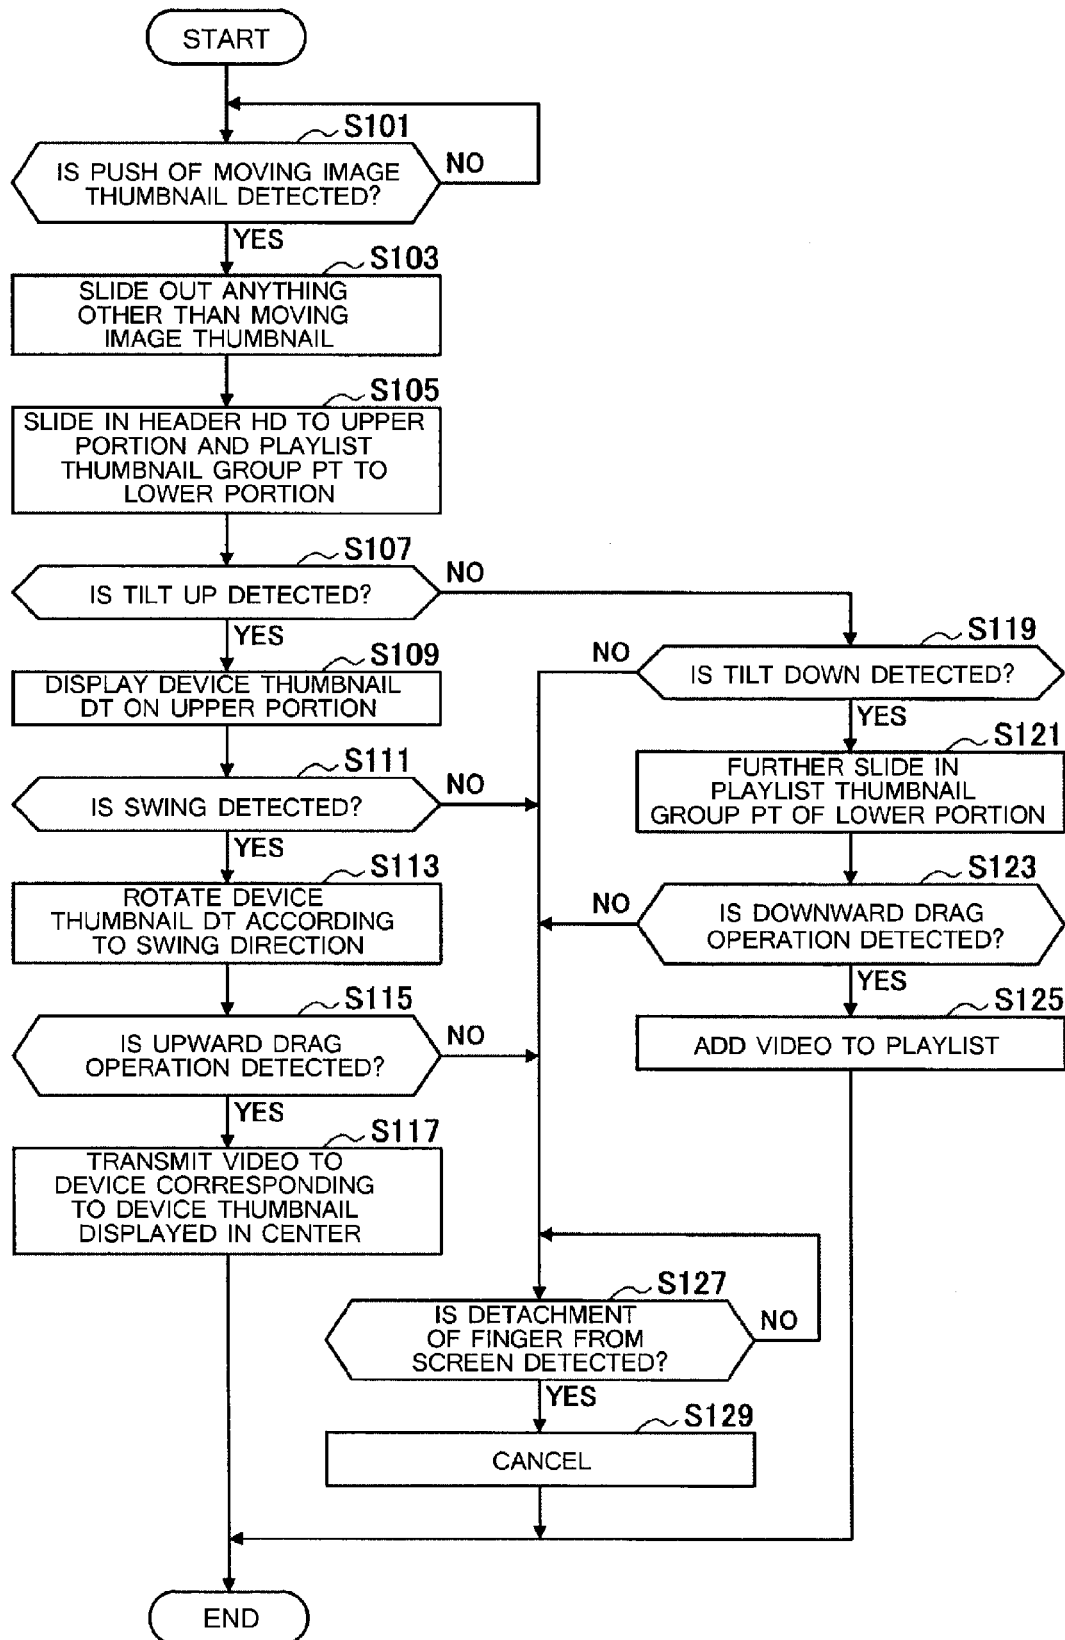 START
S101
IS PUSH OF MOVING IMAGE
THUMBNAIL DETECTED?
NO
YES
S103
SLIDE OUT ANYTHING
OTHER THAN MOVING
IMAGE THUMBNAIL
S105
SLIDE IN HEADER HD TO UPPER
PORTION AND PLAYLIST
THUMBNAIL GROUP PT TO
LOWER PORTION
S107
IS TILT UP DETECTED?
NO
YES
S109
DISPLAY DEVICE THUMBNAIL
DT ON UPPER PORTION
S111
IS SWING DETECTED?
NO
YES
S113
ROTATE DEVICE
THUMBNAIL DT ACCORDING
TO SWING DIRECTION
S115
IS UPWARD DRAG
OPERATION DETECTED?
NO
YES
S117
TRANSMIT VIDEO TO
DEVICE CORRESPONDING
TO DEVICE THUMBNAIL
DISPLAYED IN CENTER
S119
IS TILT DOWN DETECTED?
NO
YES
S121
FURTHER SLIDE IN
PLAYLIST THUMBNAIL
GROUP PT OF LOWER PORTION
S123
IS DOWNWARD DRAG
OPERATION DETECTED?
NO
YES
S125
ADD VIDEO TO PLAYLIST
S127
IS DETACHMENT
OF FINGER FROM
SCREEN DETECTED?
NO
YES
S129
CANCEL
END